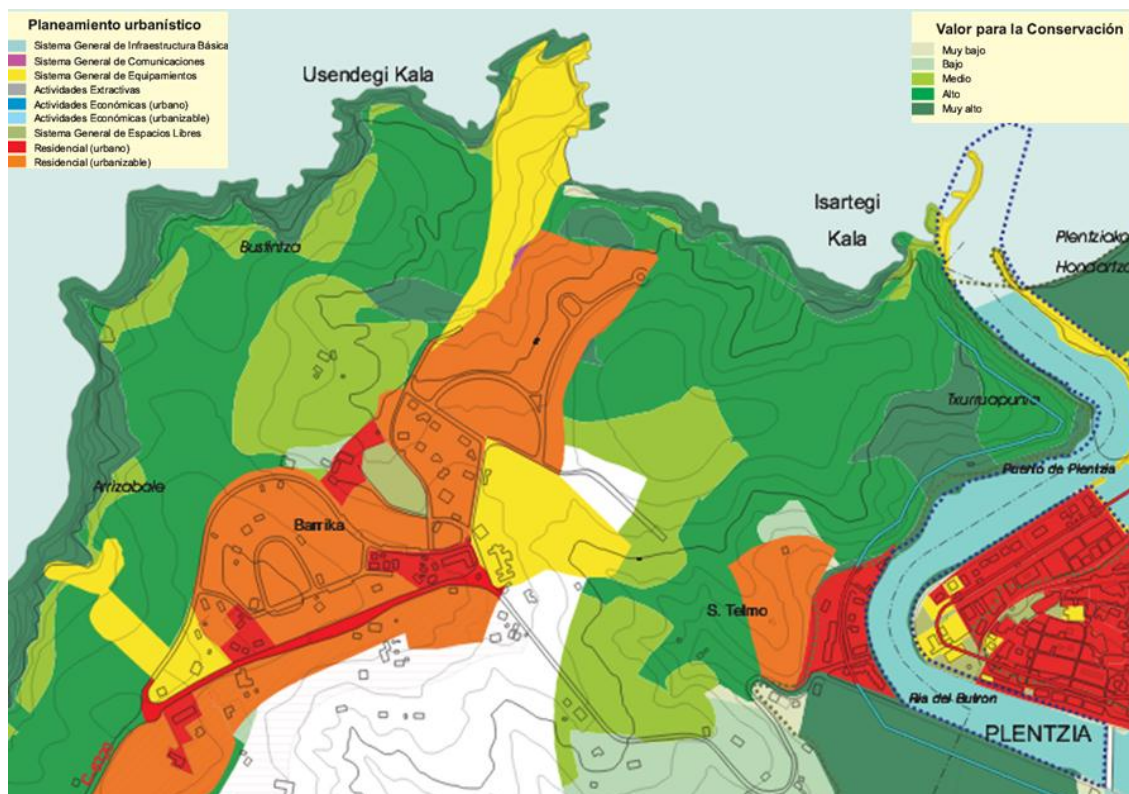 Planeamiento urbanístico
Sistema General de Infraestructura Básica
Sistema General de Comunicaciones
Sistema General de Equipamientos
Actividades Extractivas
Actividades Económicas (urbano)
Actividades Económicas (urbanizable)
Sistema General de Espacios Libres
Residencial (urbano)
Residencial (urbanizable)
Valor para la Conservación
Muy bajo
Bajo
Medio
Alto
Muy alto
Usendegi Kala
Isartegi
Kala
Plentziako
Hondartza
Bustintza
Txurruapunta
Arrizabale
Puerto de Plentzia
Barrika
S. Telmo
Ria del Butron
PLENTZIA